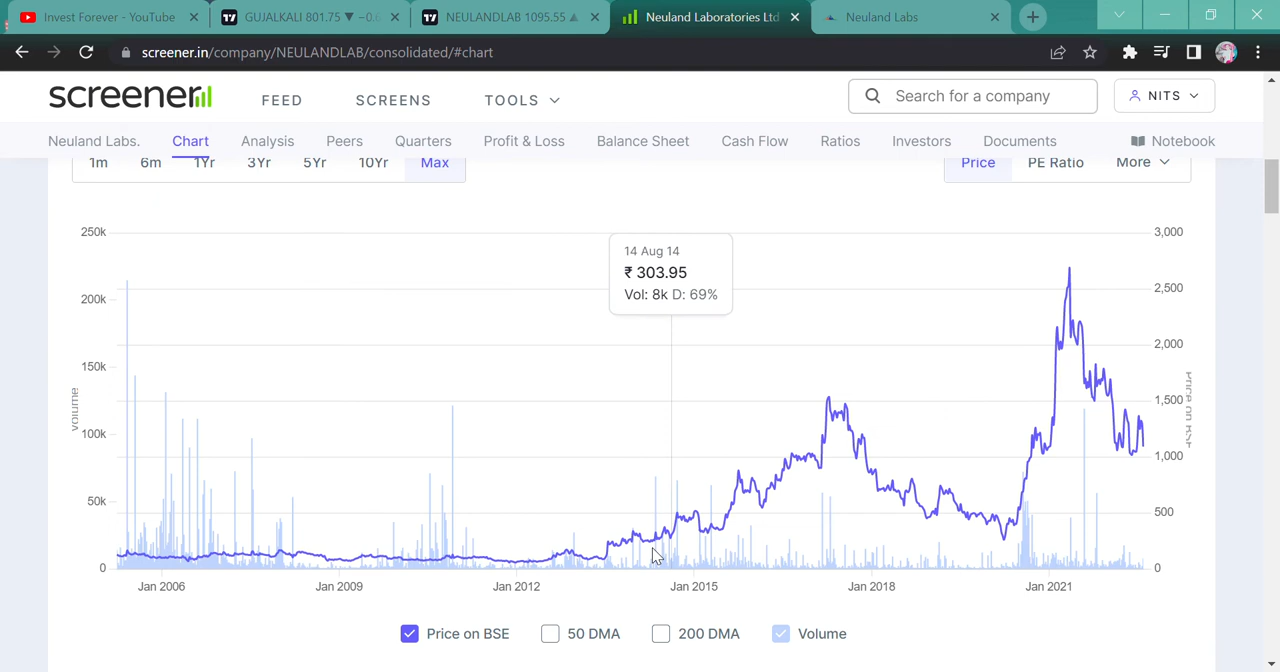 Invest Forever - YouTube
GUJALKALI 801.75 ▼ −0.6
NEULANDLAB 1095.55 ▲
Neuland Laboratories Ltd
Neuland Labs
screener.in/company/NEULANDLAB/consolidated/#chart
screener
FEED
SCREENS
TOOLS
Search for a company
NITS
Neuland Labs.
Chart
Analysis
Peers
Quarters
Profit & Loss
Balance Sheet
Cash Flow
Ratios
Investors
Documents
Notebook
1m
6m
1Yr
3Yr
5Yr
10Yr
Max
Price
PE Ratio
More
250k
200k
150k
100k
50k
0
volume
14 Aug 14
₹ 303.95
Vol: 8k D: 69%
3,000
2,500
2,000
1,500
1,000
500
0
Price on BSE
Jan 2006
Jan 2009
Jan 2012
Jan 2015
Jan 2018
Jan 2021
Price on BSE
50 DMA
200 DMA
Volume